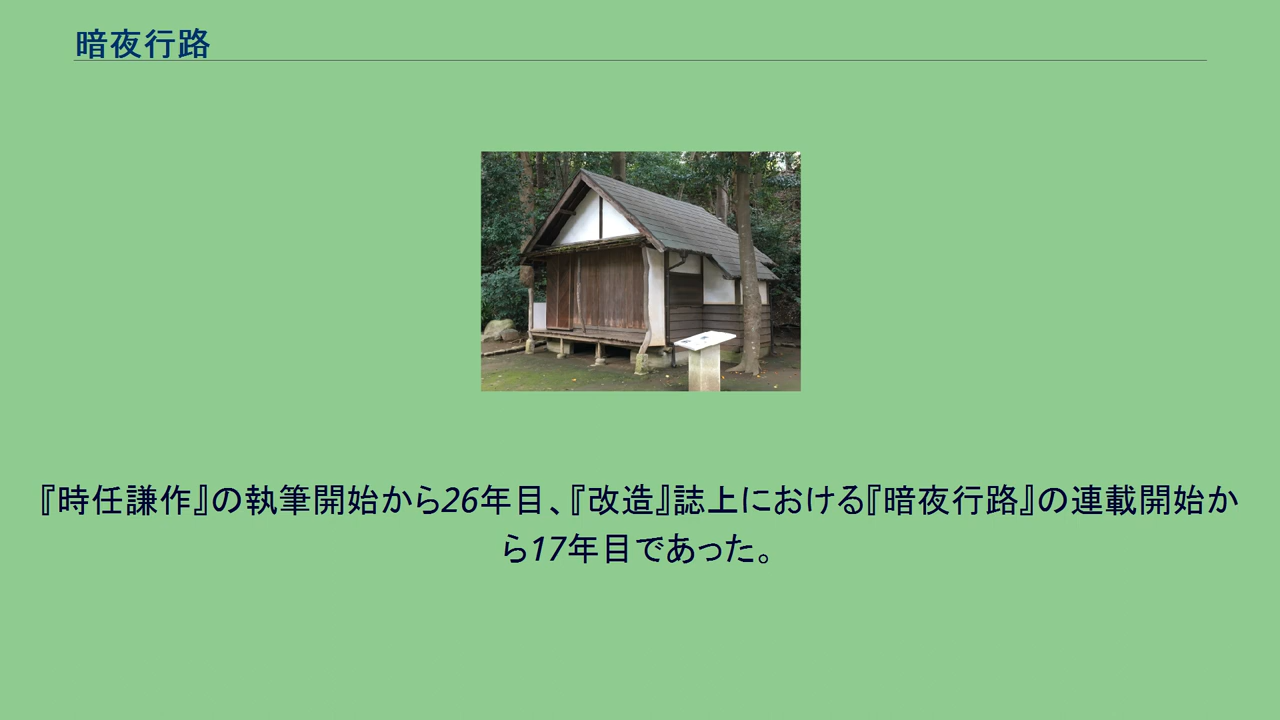 暗夜行路
『時任謙作』の執筆開始から26年目、『改造』誌上における『暗夜行路』の連載開始か
ら17年目であった。